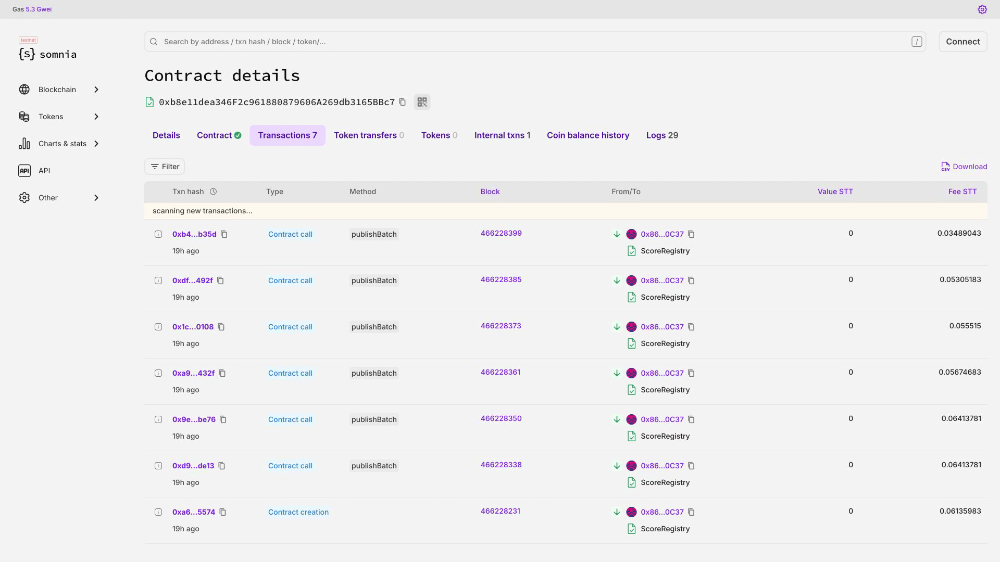 Gas 5.3 Gwei
testnet
{S} somnia
Blockchain
Tokens
Charts & stats
API API
Other
Search by address / txn hash / block / token/... /
Connect
Contract details
0xb8e11dea346F2c961880879606A269db3165BBc7
Details Contract Transactions 7 Token transfers 0 Tokens 0 Internal txns 1 Coin balance history Logs 29
Filter
CSV Download
Txn hash Type Method Block From/To Value STT Fee STT
scanning new transactions...
0xb4...b35d Contract call publishBatch 466228399 0x86...0C37 0 0.03489043
19h ago ScoreRegistry
0xdf...492f Contract call publishBatch 466228385 0x86...0C37 0 0.05305183
19h ago ScoreRegistry
0x1c...0108 Contract call publishBatch 466228373 0x86...0C37 0 0.055515
19h ago ScoreRegistry
0xa9...432f Contract call publishBatch 466228361 0x86...0C37 0 0.05674683
19h ago ScoreRegistry
0x9e...be76 Contract call publishBatch 466228350 0x86...0C37 0 0.06413781
19h ago ScoreRegistry
0xd9...de13 Contract call publishBatch 466228338 0x86...0C37 0 0.06413781
19h ago ScoreRegistry
0xa6...5574 Contract creation 466228231 0x86...0C37 0 0.06135983
19h ago ScoreRegistry